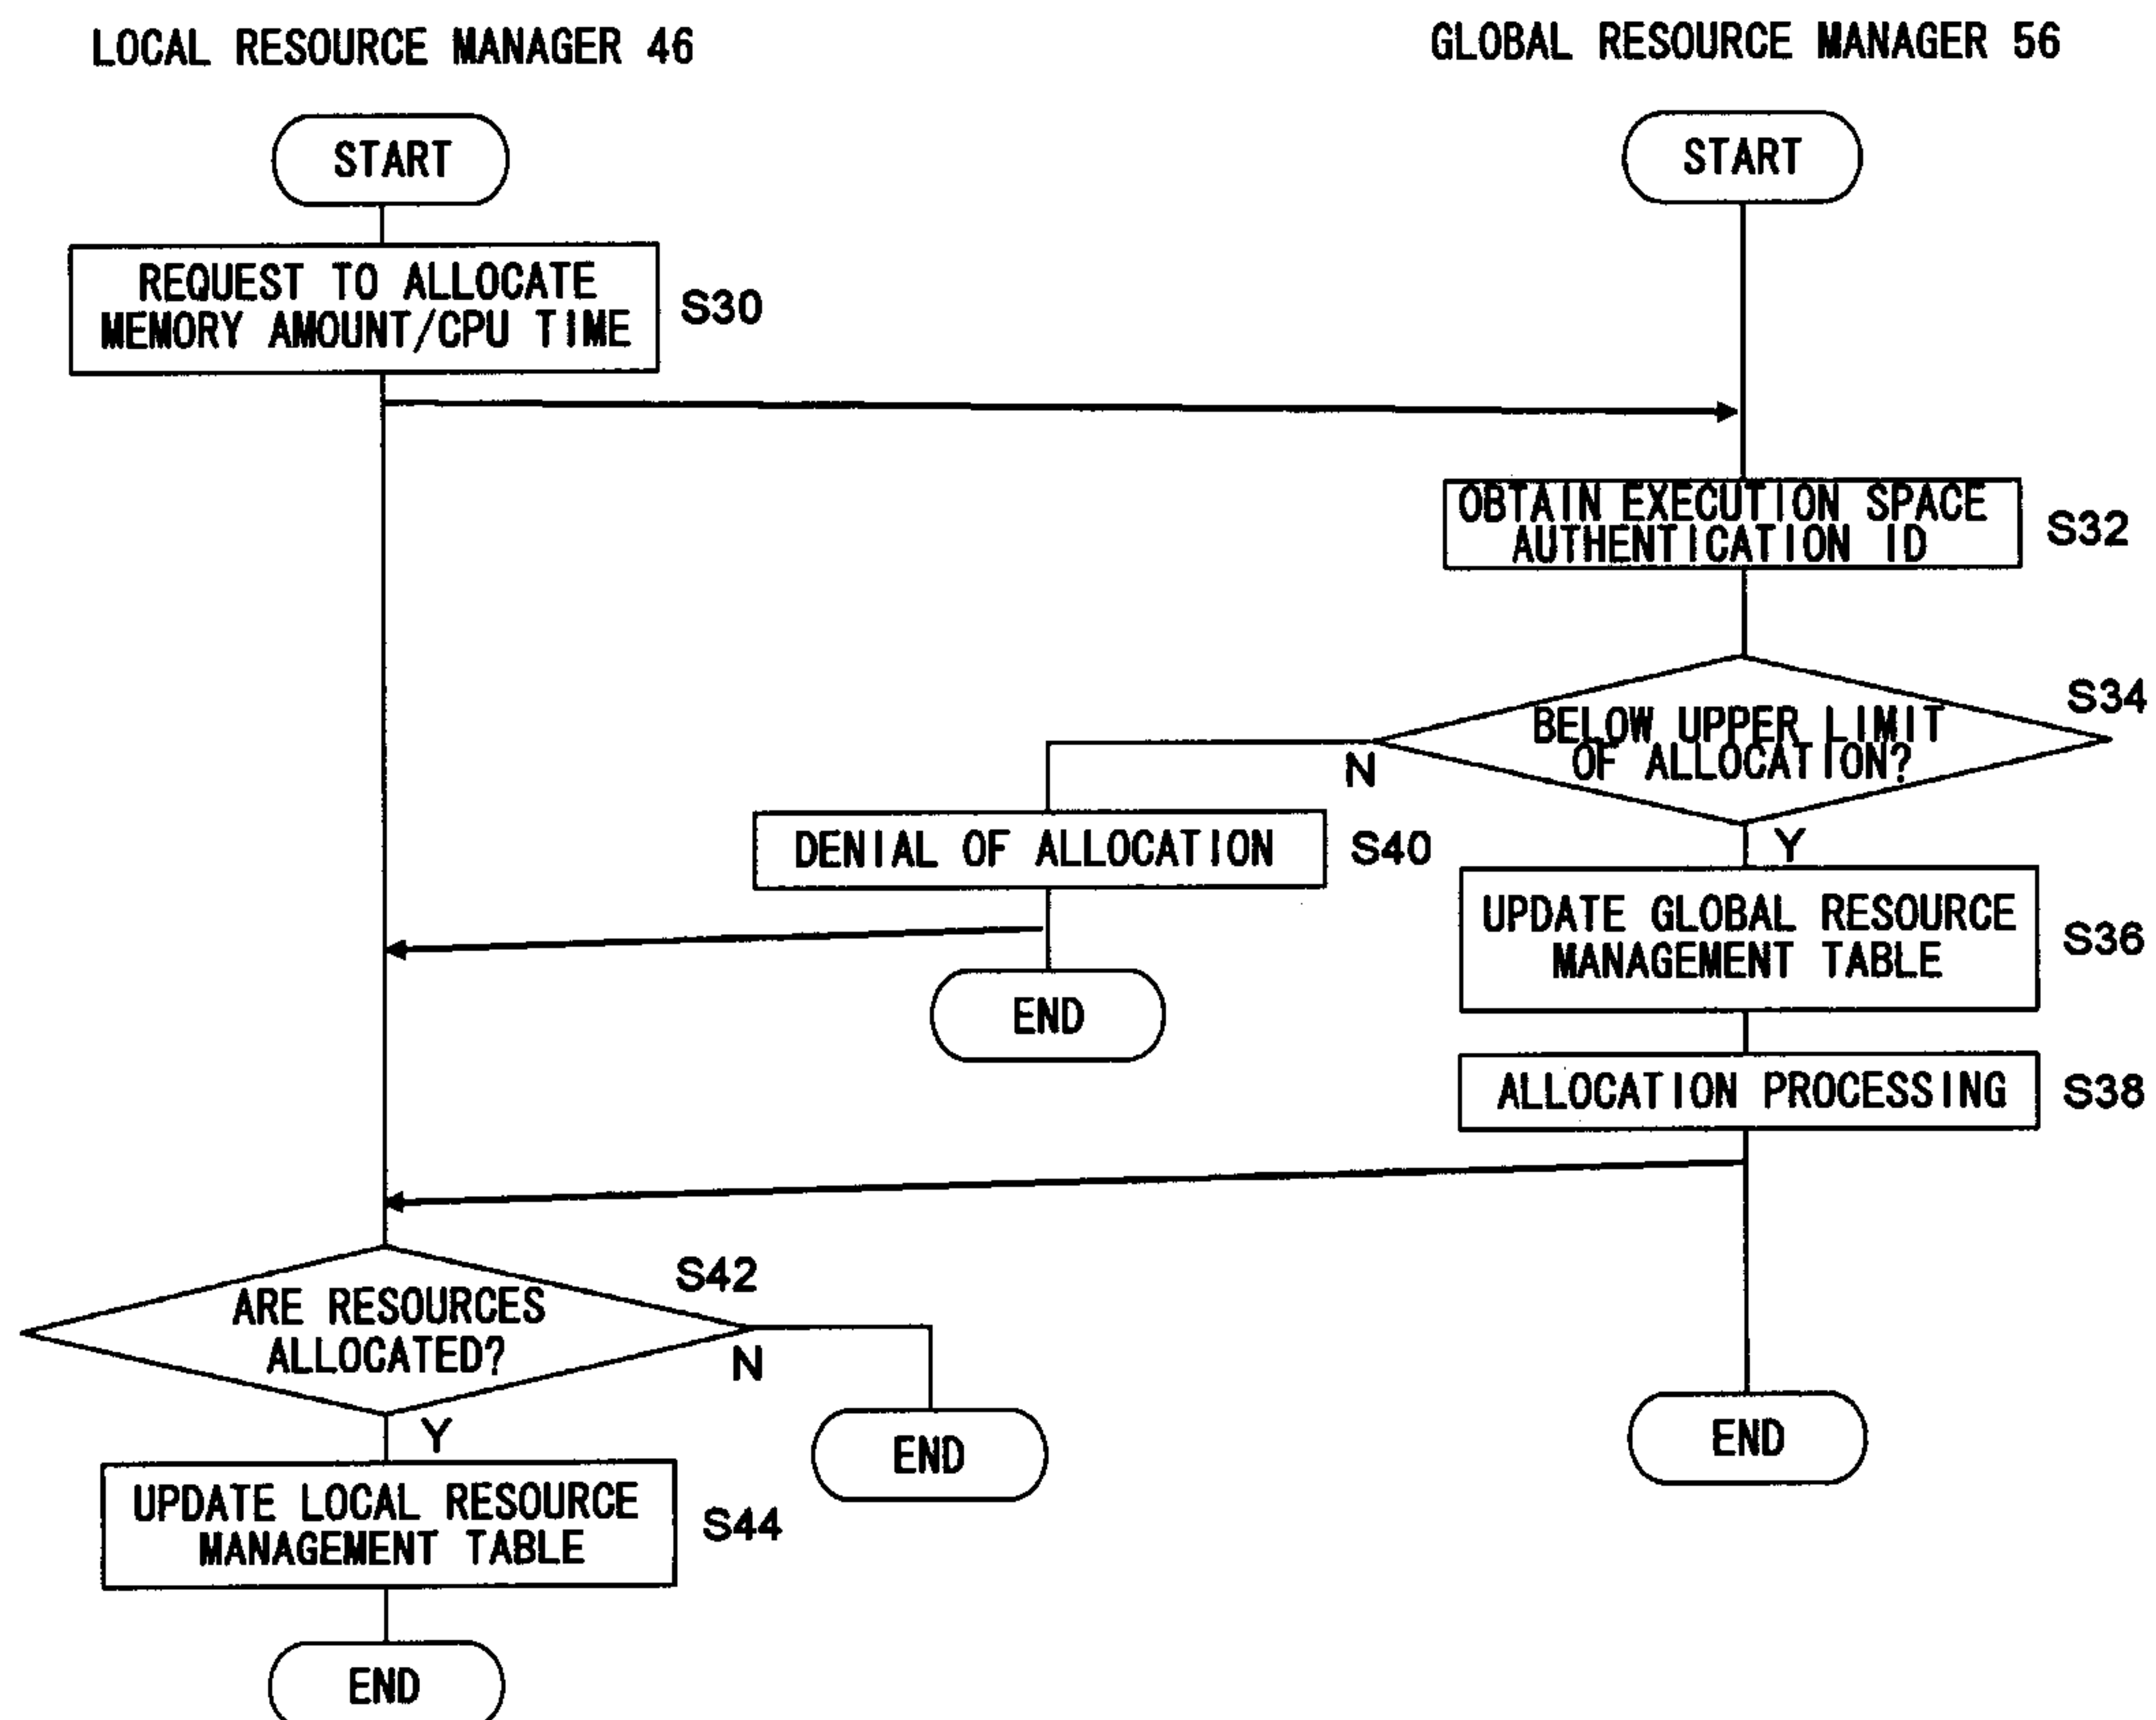 LOCAL RESOURCE MANAGER 46
GLOBAL RESOURCE MANAGER 56
START
START
REQUEST TO ALLOCATE
MEMORY AMOUNT/CPU TIME
S30
OBTAIN EXECUTION SPACE
AUTHENTICATION ID
S32
BELOW UPPER LIMIT
OF ALLOCATION?
S34
N
Y
DENIAL OF ALLOCATION
S40
UPDATE GLOBAL RESOURCE
MANAGEMENT TABLE
S36
END
ALLOCATION PROCESSING
S38
ARE RESOURCES
ALLOCATED?
S42
N
Y
END
END
UPDATE LOCAL RESOURCE
MANAGEMENT TABLE
S44
END